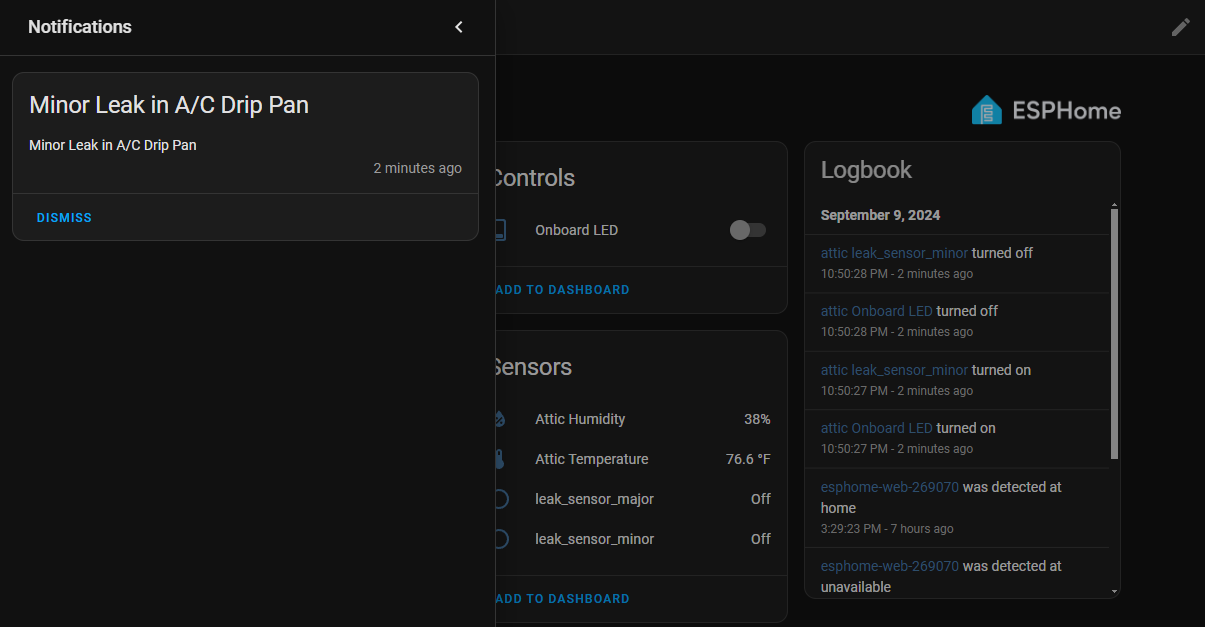 Notifications
Minor Leak in A/C Drip Pan
Minor Leak in A/C Drip Pan
2 minutes ago
DISMISS
ESPHome
Controls
Onboard LED
ADD TO DASHBOARD
Sensors
Attic Humidity 38%
Attic Temperature 76.6 °F
leak_sensor_major Off
leak_sensor_minor Off
ADD TO DASHBOARD
Logbook
September 9, 2024
attic leak_sensor_minor turned off
10:50:28 PM - 2 minutes ago
attic Onboard LED turned off
10:50:28 PM - 2 minutes ago
attic leak_sensor_minor turned on
10:50:27 PM - 2 minutes ago
attic Onboard LED turned on
10:50:27 PM - 2 minutes ago
esphome-web-269070 was detected at
home
3:29:23 PM - 7 hours ago
esphome-web-269070 was detected at
unavailable